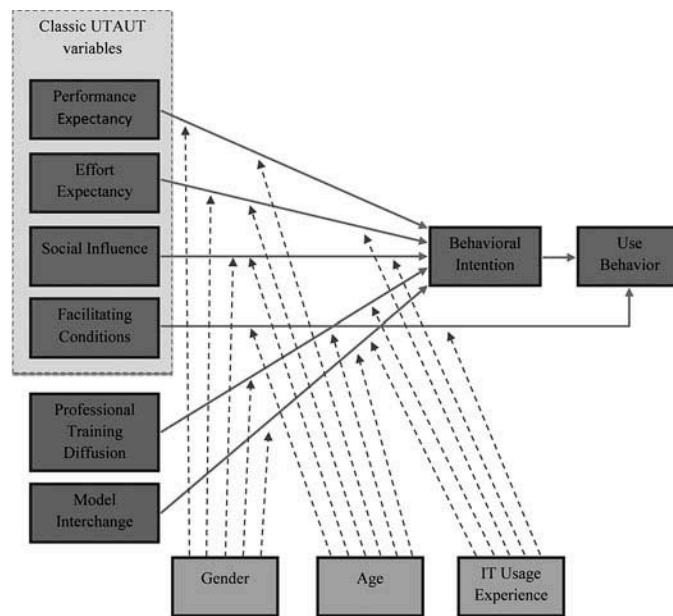 Classic UTAUT
variables
Performance
Expectancy
Effort
Expectancy
Social Influence
Facilitating
Conditions
Behavioral
Intention
Use
Behavior
Professional
Training
Diffusion
Model
Interchange
Gender
Age
IT Usage
Experience